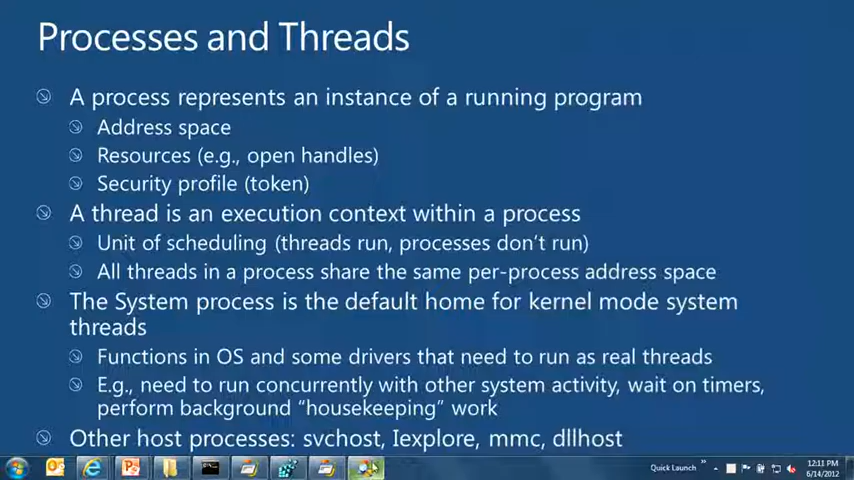 Processes and Threads
A process represents an instance of a running program
Address space
Resources (e.g., open handles)
Security profile (token)
A thread is an execution context within a process
Unit of scheduling (threads run, processes don't run)
All threads in a process share the same per-process address space
The System process is the default home for kernel mode system
threads
Functions in OS and some drivers that need to run as real threads
E.g., need to run concurrently with other system activity, wait on timers,
perform background “housekeeping” work
Other host processes: svchost, Iexplore, mmc, dllhost
Quick Launch
12:11 PM
6/14/2012